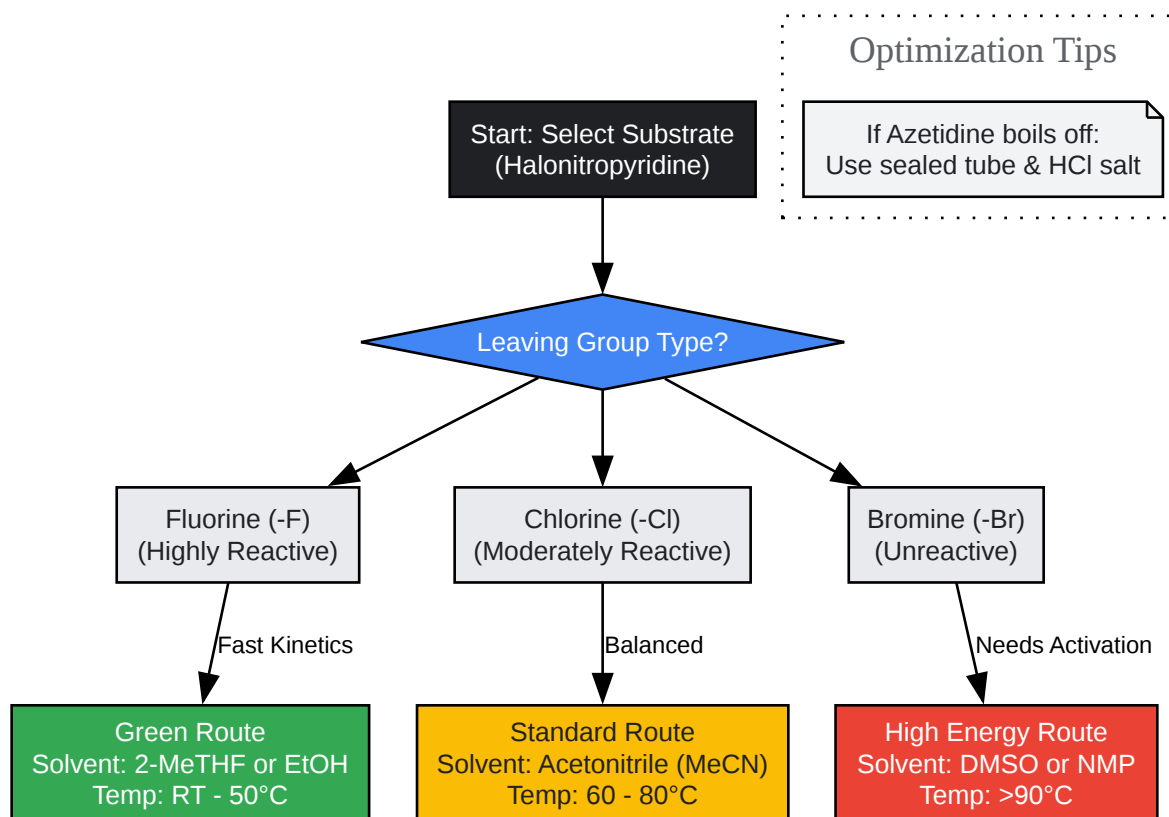 Optimization Tips
Start: Select Substrate
(Halonitropyridine)
If Azetidine boils off:
Use sealed tube & HCl salt
Leaving Group Type?
Fluorine (-F)
(Highly Reactive)
Chlorine (-Cl)
(Moderately Reactive)
Bromine (-Br)
(Unreactive)
Fast Kinetics
Balanced
Needs Activation
Green Route
Solvent: 2-MeTHF or EtOH
Temp: RT - 50°C
Standard Route
Solvent: Acetonitrile (MeCN)
Temp: 60 - 80°C
High Energy Route
Solvent: DMSO or NMP
Temp: >90°C